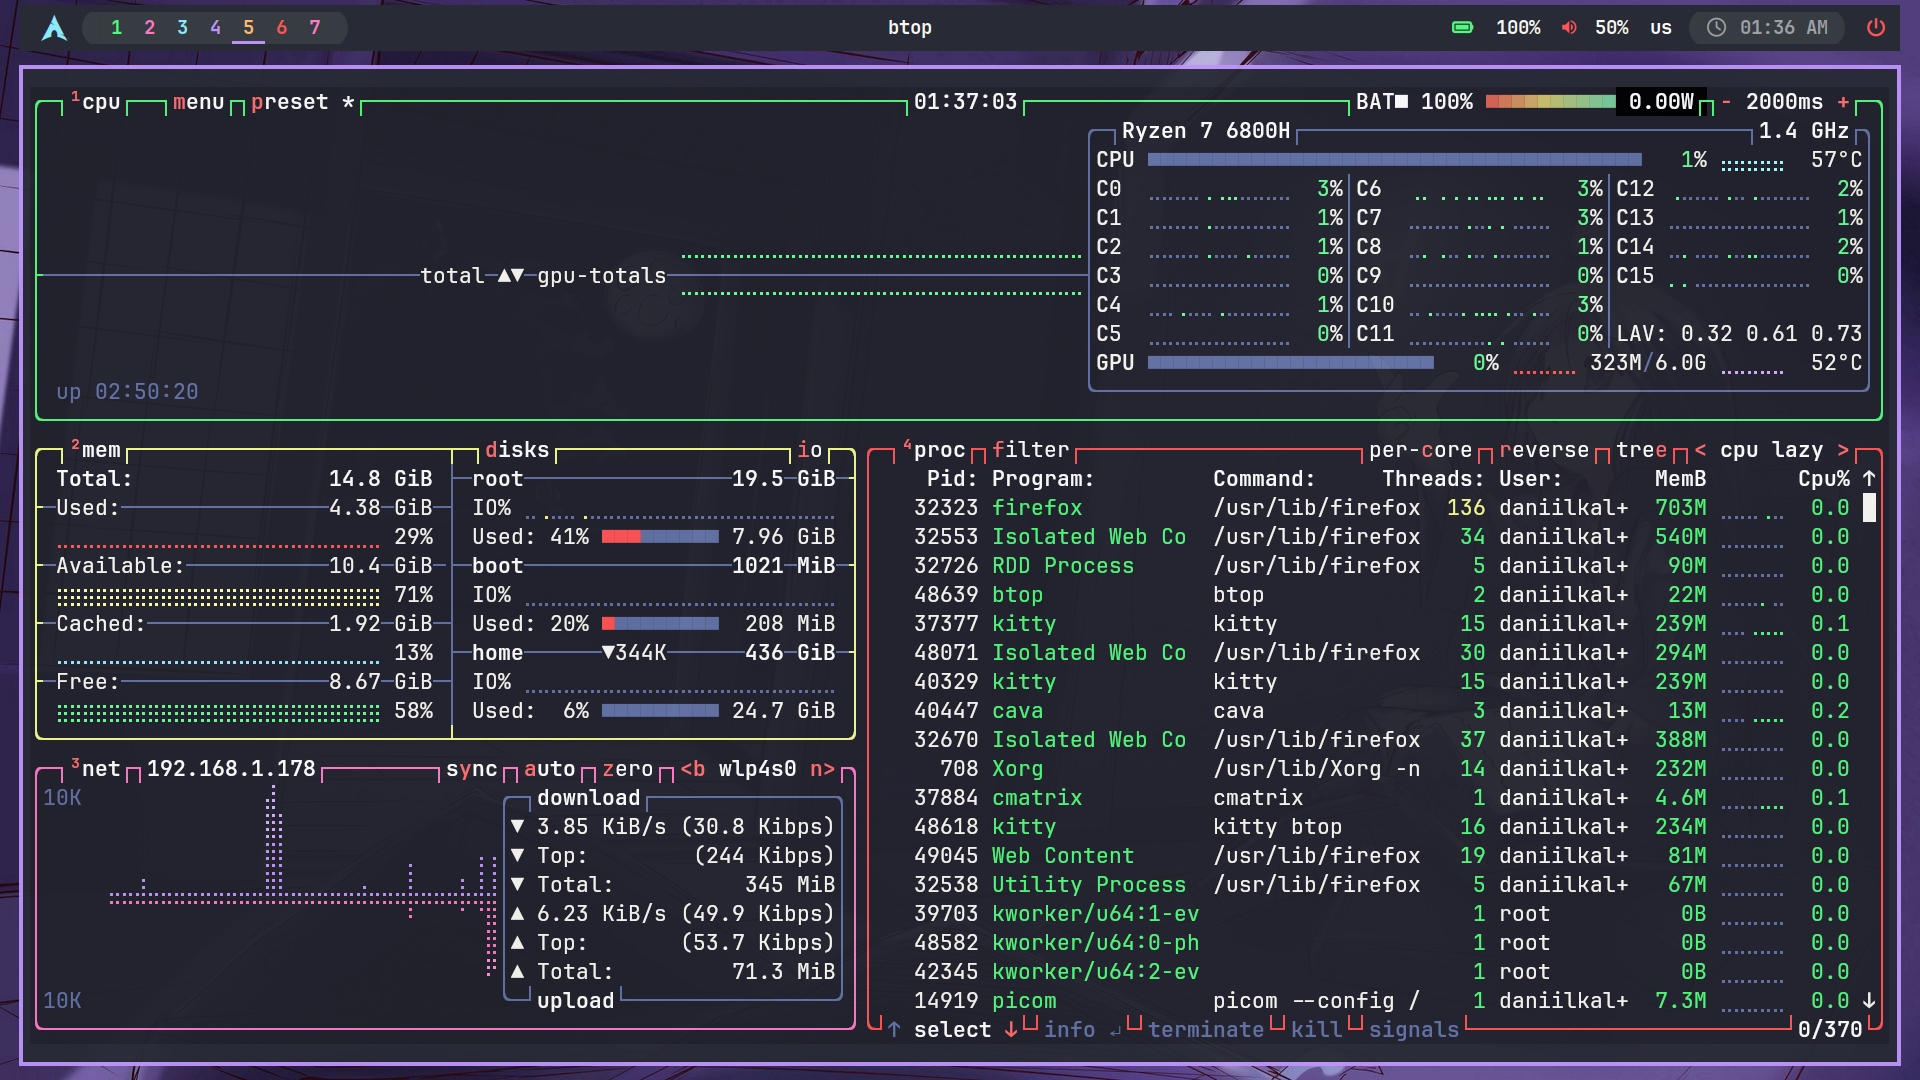 1 2 3 4 5 6 7 btop 100% 50% us 01:36 AM
1cpu menu preset * 01:37:03 BAT■ 100% 0.00W - 2000ms +
Ryzen 7 6800H 1.4 GHz
CPU 1% 57°C
C0 3% C6 3% C12 2%
C1 1% C7 3% C13 1%
C2 1% C8 1% C14 2%
total ▲▼ gpu-totals
C3 0% C9 0% C15 0%
C4 1% C10 3%
C5 0% C11 0% LAV: 0.32 0.61 0.73
GPU 0% 323M/6.0G 52°C
up 02:50:20
2mem
Total: 14.8 GiB
Used: 4.38 GiB
29%
Available: 10.4 GiB
71%
Cached: 1.92 GiB
13%
Free: 8.67 GiB
58%
disks io
root 19.5 GiB
IO%
Used: 41% 7.96 GiB
boot 1021 MiB
IO%
Used: 20% 208 MiB
home ▼344K 436 GiB
IO%
Used: 6% 24.7 GiB
3net 192.168.1.178 sync auto zero <b wlp4s0 n>
10K
download
▼ 3.85 KiB/s (30.8 Kibps)
▼ Top: (244 Kibps)
▼ Total: 345 MiB
▲ 6.23 KiB/s (49.9 Kibps)
▲ Top: (53.7 Kibps)
▲ Total: 71.3 MiB
upload
10K
4proc filter per-core reverse tree < cpu lazy >
Pid: Program: Command: Threads: User: MemB Cpu% ↑
32323 firefox /usr/lib/firefox 136 daniilkal+ 703M 0.0
32553 Isolated Web Co /usr/lib/firefox 34 daniilkal+ 540M 0.0
32726 RDD Process /usr/lib/firefox 5 daniilkal+ 90M 0.0
48639 btop btop 2 daniilkal+ 22M 0.0
37377 kitty kitty 15 daniilkal+ 239M 0.1
48071 Isolated Web Co /usr/lib/firefox 30 daniilkal+ 294M 0.0
40329 kitty kitty 15 daniilkal+ 239M 0.0
40447 cava cava 3 daniilkal+ 13M 0.2
32670 Isolated Web Co /usr/lib/firefox 37 daniilkal+ 388M 0.0
708 Xorg /usr/lib/Xorg -n 14 daniilkal+ 232M 0.0
37884 cmatrix cmatrix 1 daniilkal+ 4.6M 0.1
48618 kitty kitty btop 16 daniilkal+ 234M 0.0
49045 Web Content /usr/lib/firefox 19 daniilkal+ 81M 0.0
32538 Utility Process /usr/lib/firefox 5 daniilkal+ 67M 0.0
39703 kworker/u64:1-ev 1 root 0B 0.0
48582 kworker/u64:0-ph 1 root 0B 0.0
42345 kworker/u64:2-ev 1 root 0B 0.0
14919 picom picom --config / 1 daniilkal+ 7.3M 0.0 ↓
↑ select ↓ info ↵ terminate kill signals 0/370